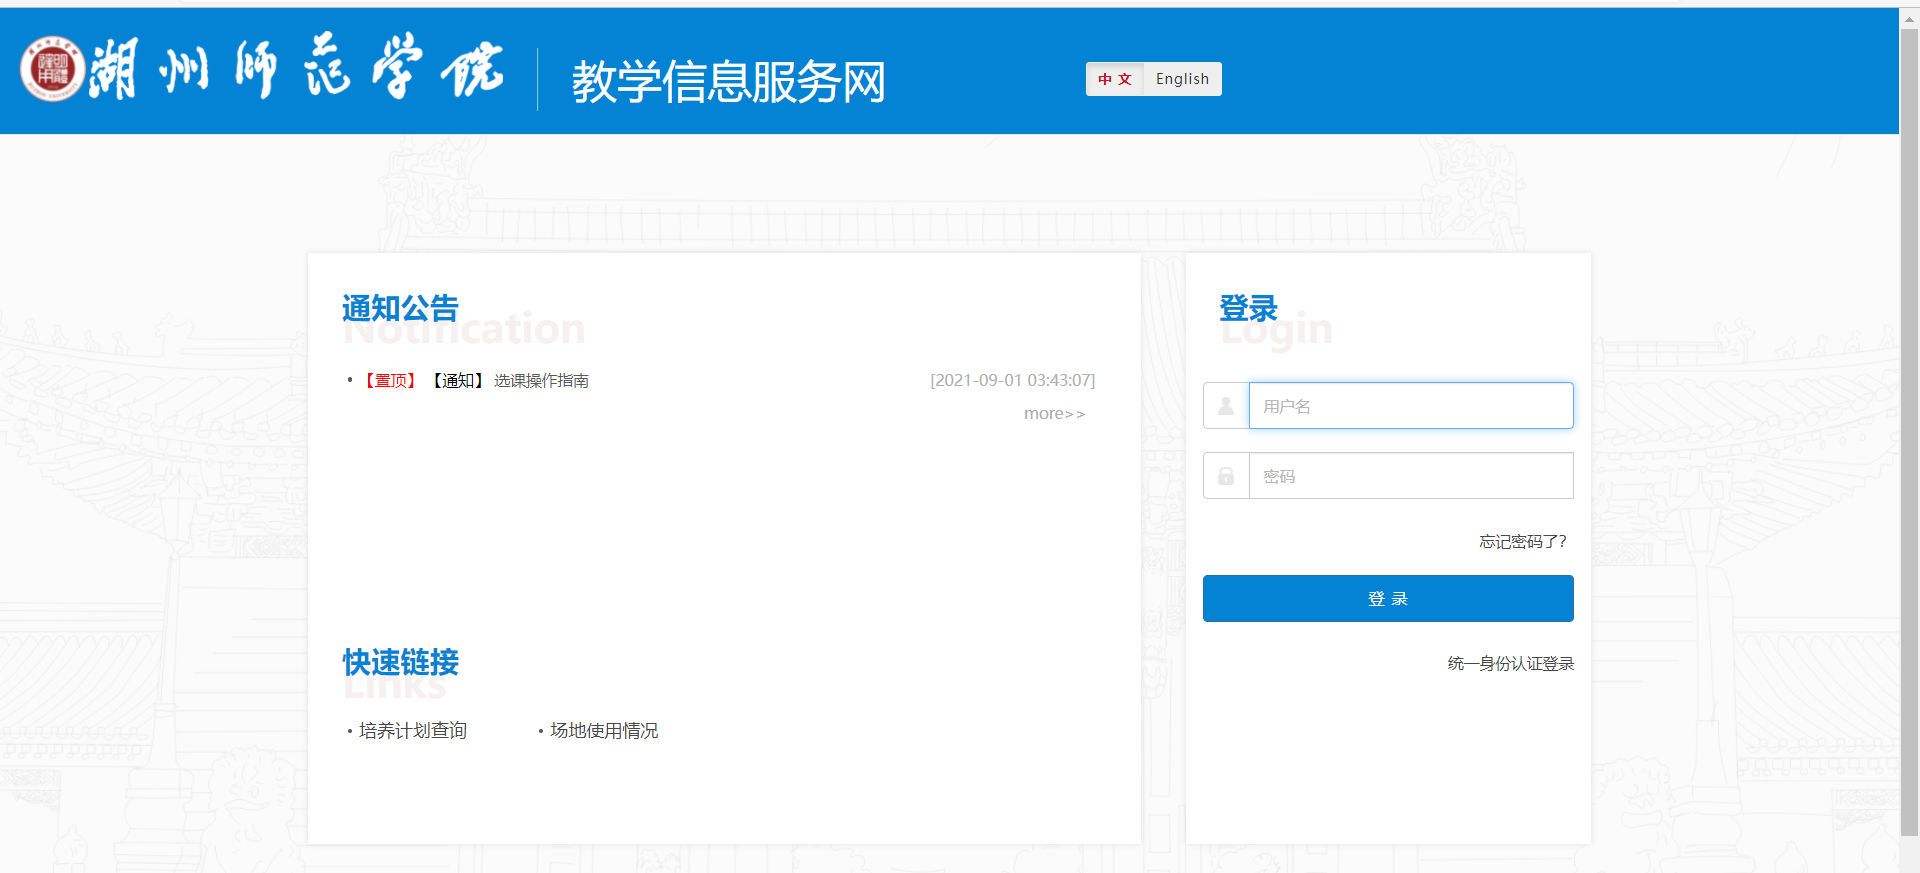 湖州师范学院
教学信息服务网
中文 English
通知公告
Notification
【置顶】【通知】 选课操作指南 [2021-09-01 03:43:07]
more>>
快速链接
Links
培养计划查询
场地使用情况
登录
Login
用户名
密码
忘记密码了?
登 录
统一身份认证登录